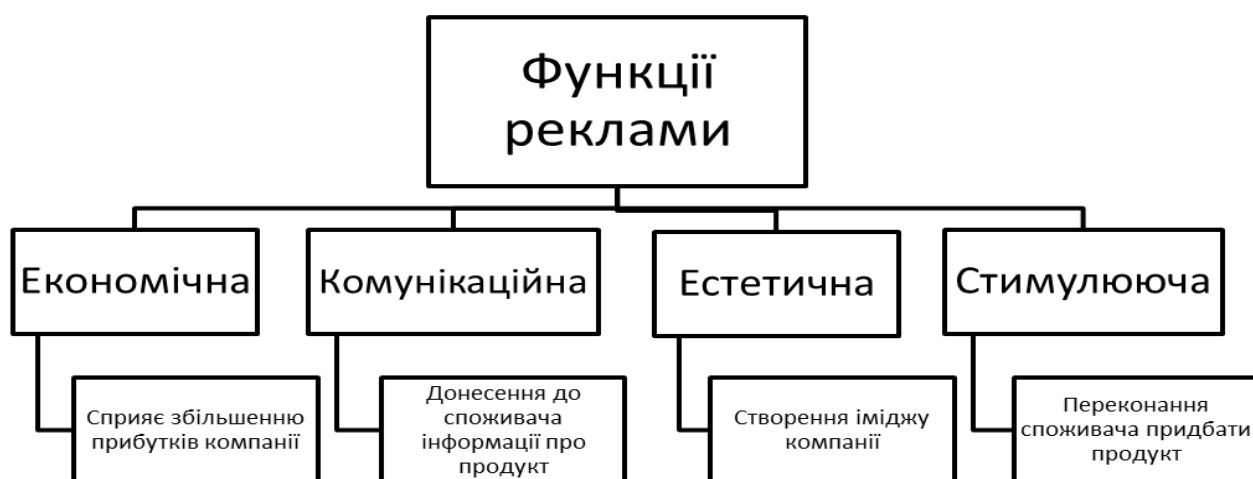 Функції
реклами
Економічна
Комунікаційна
Естетична
Стимулююча
Сприяє збільшенню
прибутків компанії
Донесення до
споживача
інформації про
продукт
Створення іміджу
компанії
Переконання
споживача придбати
продукт